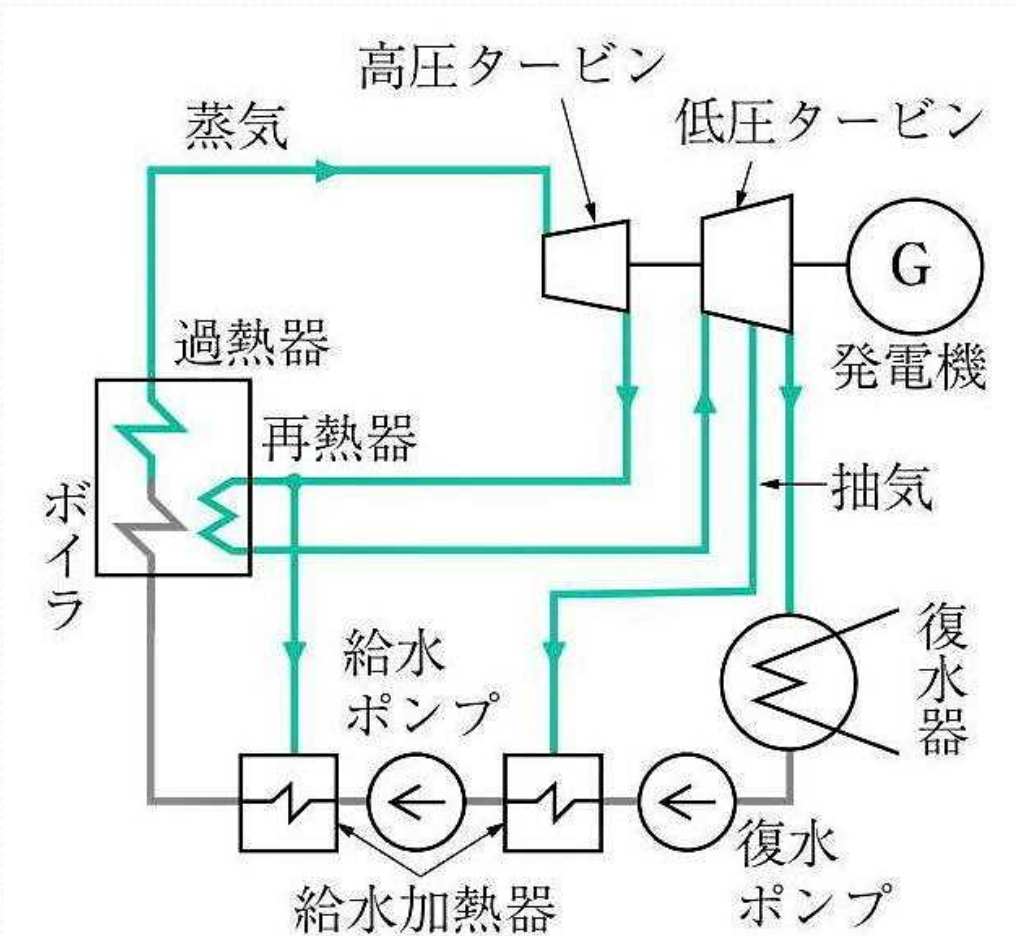 高圧タービン
低圧タービン
蒸気
G
発電機
過熱器
再熱器
ボイラ
抽気
給水
ポンプ
復水器
復水
ポンプ
給水加熱器